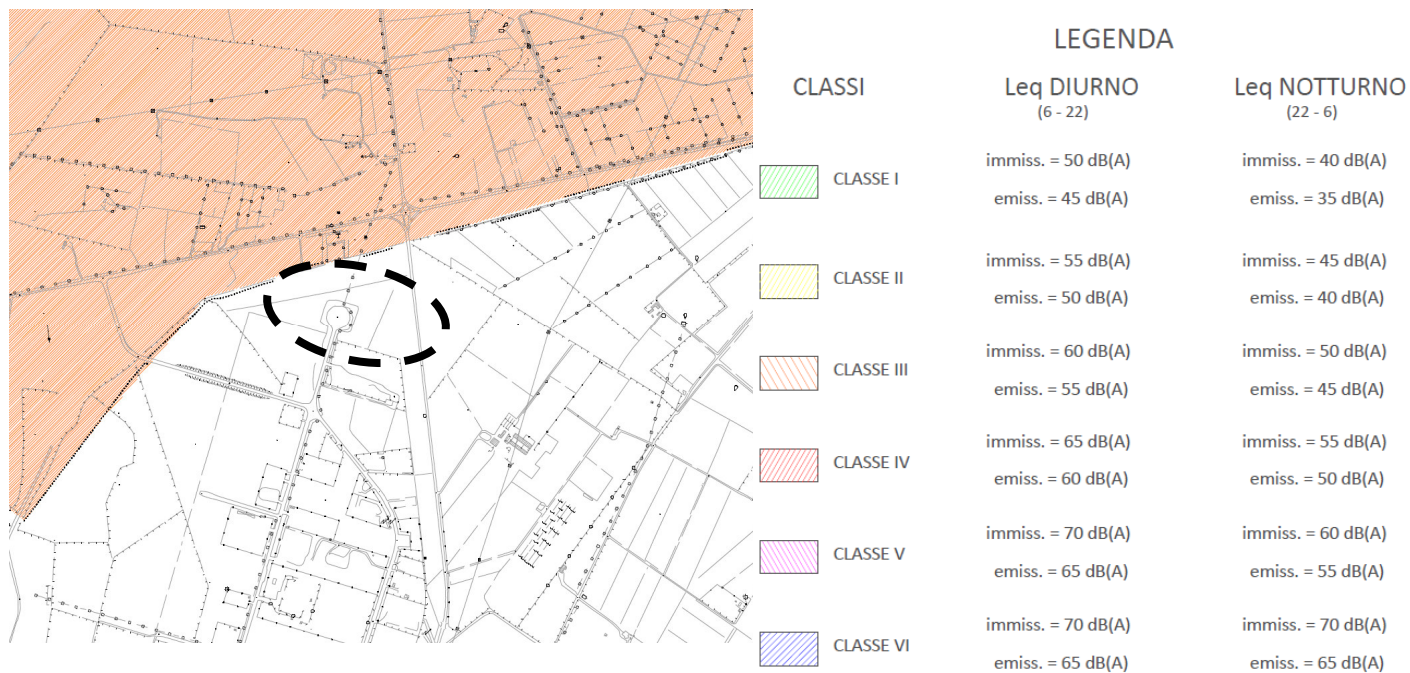 LEGENDA
CLASSI Leq DIURNO Leq NOTTURNO
(6 - 22) (22 - 6)
immiss. = 50 dB(A) immiss. = 40 dB(A)
CLASSE I
emiss. = 45 dB(A) emiss. = 35 dB(A)
immiss. = 55 dB(A) immiss. = 45 dB(A)
CLASSE II
emiss. = 50 dB(A) emiss. = 40 dB(A)
immiss. = 60 dB(A) immiss. = 50 dB(A)
CLASSE III
emiss. = 55 dB(A) emiss. = 45 dB(A)
immiss. = 65 dB(A) immiss. = 55 dB(A)
CLASSE IV
emiss. = 60 dB(A) emiss. = 50 dB(A)
immiss. = 70 dB(A) immiss. = 60 dB(A)
CLASSE V
emiss. = 65 dB(A) emiss. = 55 dB(A)
immiss. = 70 dB(A) immiss. = 70 dB(A)
CLASSE VI
emiss. = 65 dB(A) emiss. = 65 dB(A)